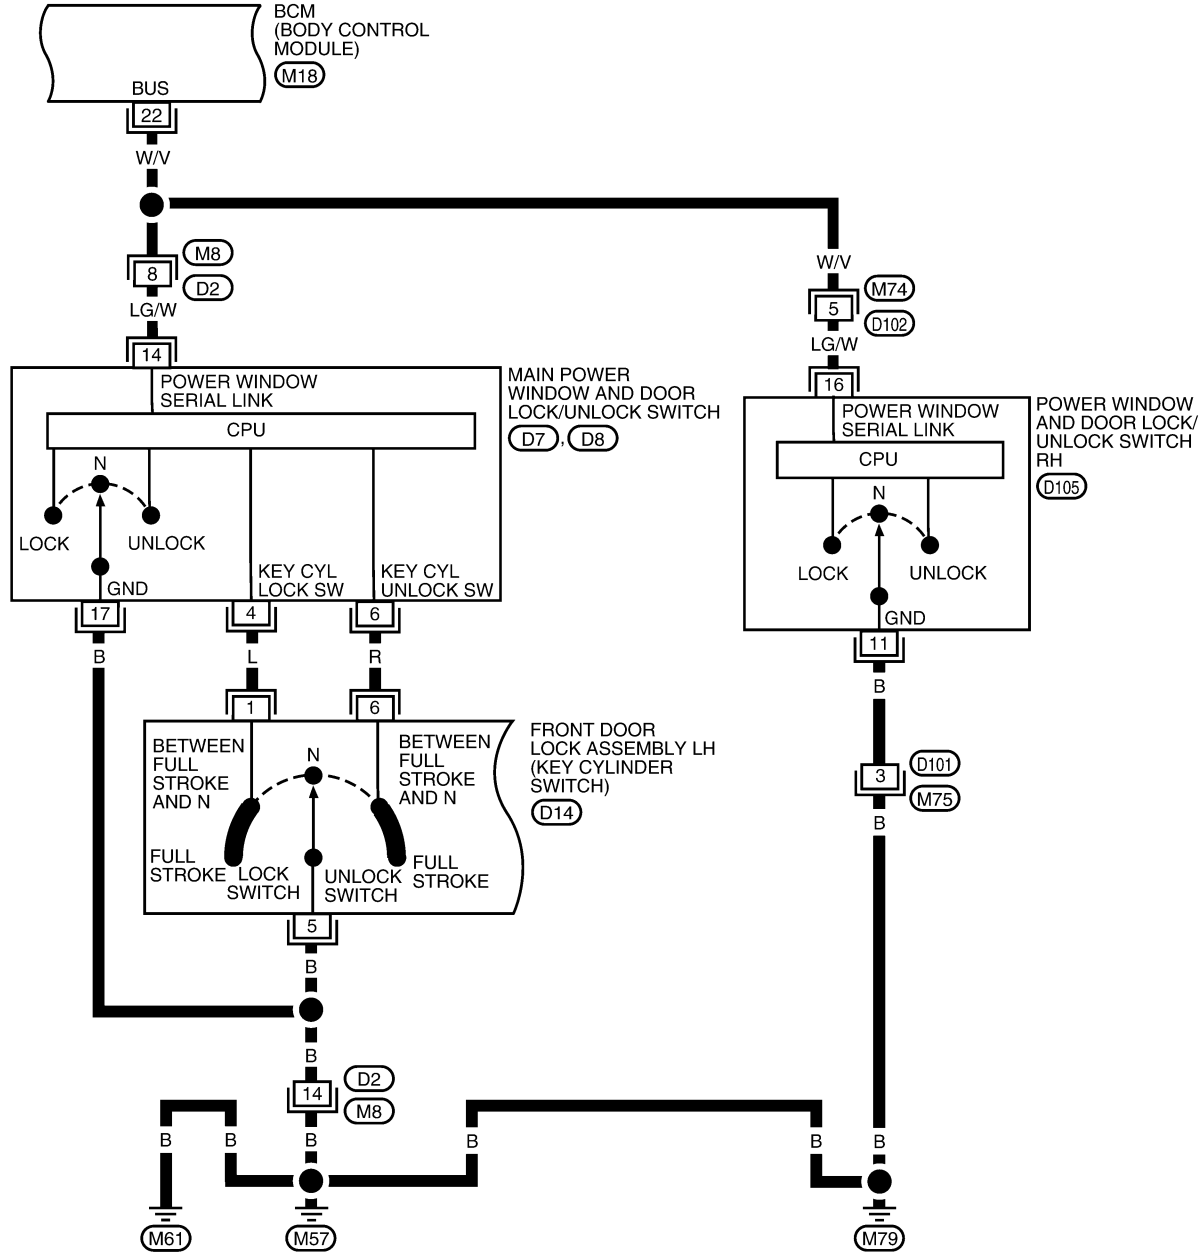 BCM
(BODY CONTROL
MODULE)
M18
BUS
22
W/V
M8
8
D2
LG/W
14
W/V
M74
5
D102
LG/W
16
POWER WINDOW
SERIAL LINK
CPU
N
LOCK
UNLOCK
GND
KEY CYL
LOCK SW
KEY CYL
UNLOCK SW
MAIN POWER
WINDOW AND DOOR
LOCK/UNLOCK SWITCH
D7 , D8
POWER WINDOW
SERIAL LINK
CPU
N
LOCK
UNLOCK
GND
POWER WINDOW
AND DOOR LOCK/
UNLOCK SWITCH
RH
D105
17
4
6
11
B
L
R
B
1
6
BETWEEN
FULL
STROKE
AND N
N
BETWEEN
FULL
STROKE
AND N
FULL
STROKE
LOCK
SWITCH
UNLOCK
SWITCH
FULL
STROKE
FRONT DOOR
LOCK ASSEMBLY LH
(KEY CYLINDER
SWITCH)
D14
D101
3
M75
B
5
B
B
D2
14
M8
B
B
B
B
B
B
M61
M57
M79